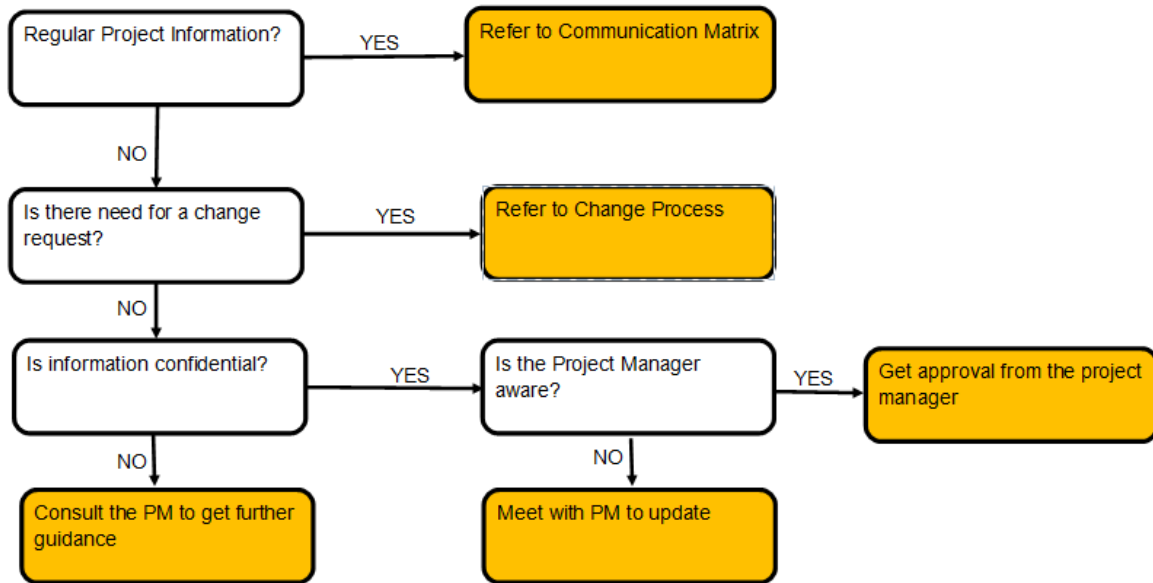 Regular Project Information?
YES
Refer to Communication Matrix
NO
Is there need for a change
request?
YES
Refer to Change Process
NO
Is information confidential?
YES
Is the Project Manager
aware?
YES
Get approval from the project
manager
NO
Consult the PM to get further
guidance
NO
Meet with PM to update